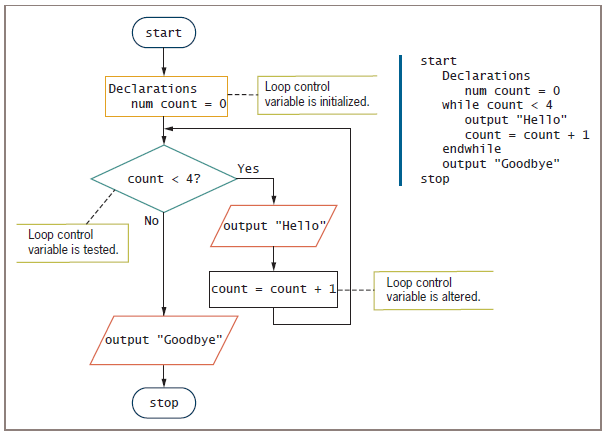 start
Declarations
num count = 0
Loop control
variable is initialized.
count < 4?
Yes
No
Loop control
variable is tested.
output "Hello"
count = count + 1
Loop control
variable is altered.
output "Goodbye"
stop
start
Declarations
num count = 0
while count < 4
output "Hello"
count = count + 1
endwhile
output "Goodbye"
stop